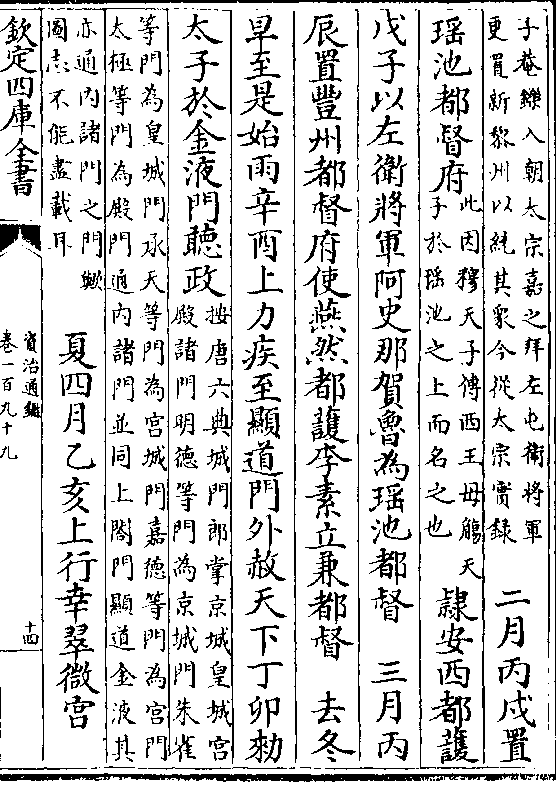 子菴鑠入朝太宗嘉之拜左屯衛將軍
更置新黎州以統其衆今從太宗實録
二月丙戌置
瑶池都督府
此因穆天子傳西王母觴天
子於瑶池之上而名之也
隸安西都護
戊子以左衛將軍阿史那賀魯為瑶池都督　三月丙
辰置豐州都督府使燕然都護李素立兼都督　去冬
旱至是始雨辛酉上力疾至顯道門外赦天下丁卯勑
太子於金液門聽政
按唐六典城門郎掌京城皇城宫
殿諸門明德等門為京城門朱雀
等門為皇城門承天等門為宫城門嘉德等門為宫門
太極等門為殿門通内諸門並同上閤門顯道金液其
亦通内諸門之門歟
圖志不能盡載耳
夏四月乙亥上行幸翠微宫
欽定四庫全書
資治通鑑
卷一百九十九
十四